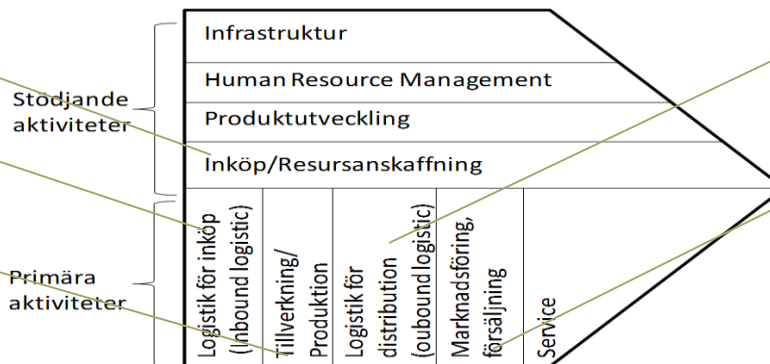 Infrastruktur
Human Resource Management
Stödjande
aktiviteter
Produktutveckling
Inköp/Resursanskaffning
Primära
aktiviteter
Logistik för inköp
(Inbound logistic)
Tillverkning/
Produktion
Logistik för
distribution
(oubound logistic)
Marknadsföring,
försäljning
Service